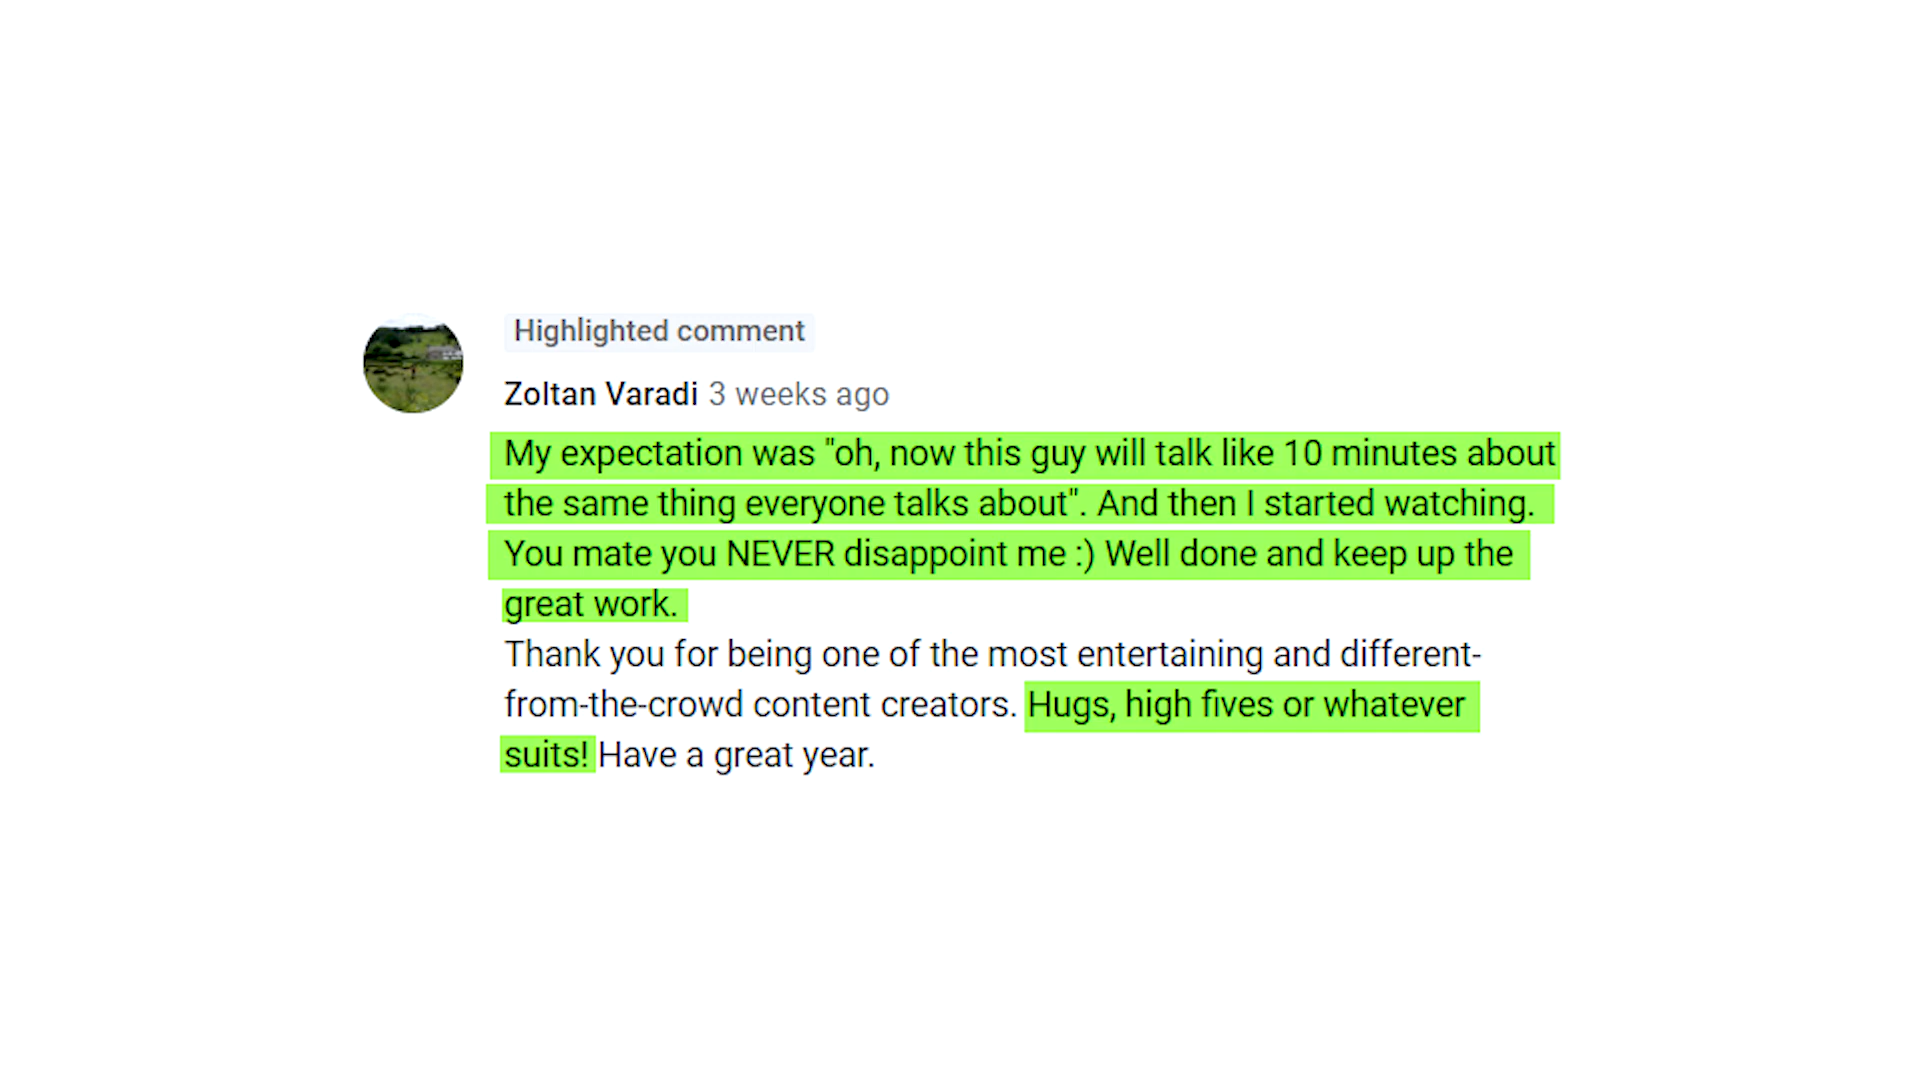 Highlighted comment
Zoltan Varadi 3 weeks ago
My expectation was "oh, now this guy will talk like 10 minutes about
the same thing everyone talks about". And then I started watching.
You mate you NEVER disappoint me :) Well done and keep up the
great work.
Thank you for being one of the most entertaining and different-
from-the-crowd content creators. Hugs, high fives or whatever
suits! Have a great year.